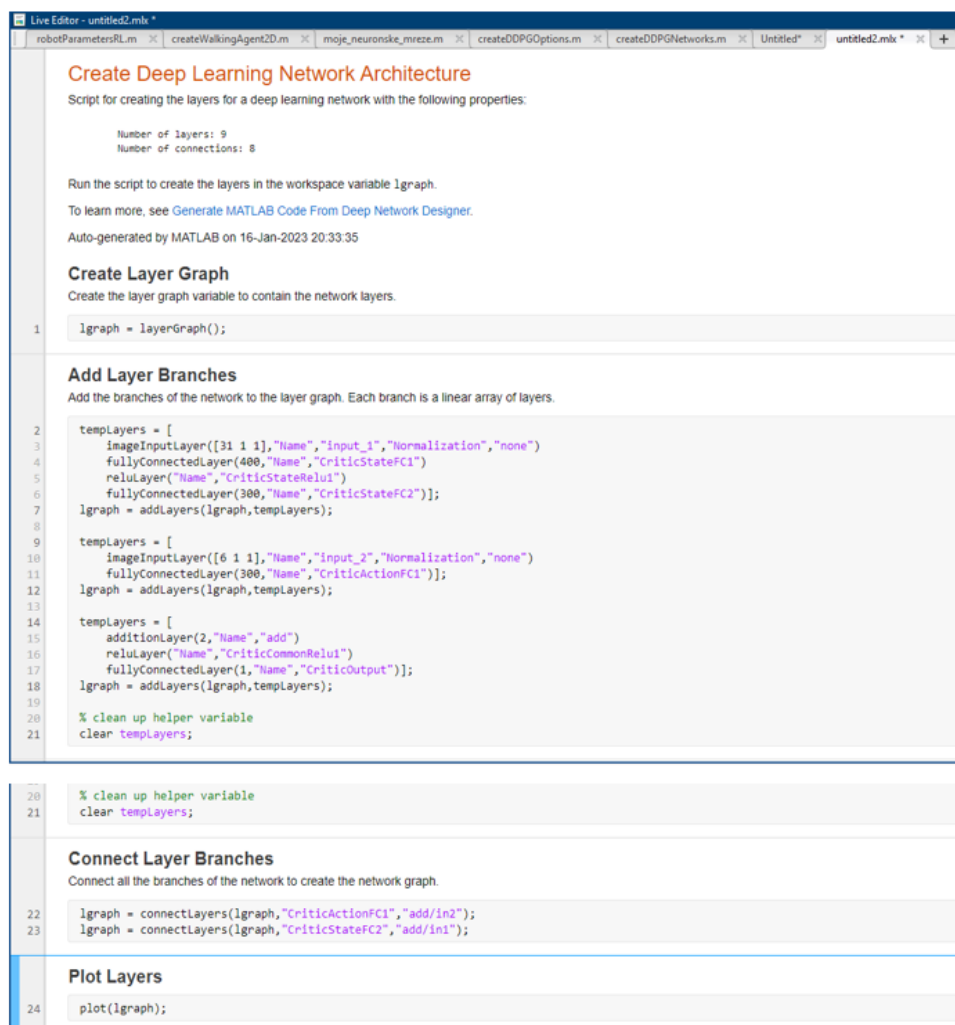 Live Editor - untitled2.mlx *
robotParametersRL.m × createWalkingAgent2D.m × moje_neuronske_mreze.m × createDDPGOptions.m × createDDPGNetworks.m × Untitled* × untitled2.mlx * × +
Create Deep Learning Network Architecture
Script for creating the layers for a deep learning network with the following properties:
Number of layers: 9
Number of connections: 8
Run the script to create the layers in the workspace variable lgraph.
To learn more, see Generate MATLAB Code From Deep Network Designer.
Auto-generated by MATLAB on 16-Jan-2023 20:33:35
Create Layer Graph
Create the layer graph variable to contain the network layers.
1 lgraph = layerGraph();
Add Layer Branches
Add the branches of the network to the layer graph. Each branch is a linear array of layers.
2 tempLayers = [
3 imageInputLayer([31 1 1],"Name","input_1","Normalization","none")
4 fullyConnectedLayer(400,"Name","CriticStateFC1")
5 reluLayer("Name","CriticStateRelu1")
6 fullyConnectedLayer(300,"Name","CriticStateFC2")];
7 lgraph = addLayers(lgraph,tempLayers);
8
9 tempLayers = [
10 imageInputLayer([6 1 1],"Name","input_2","Normalization","none")
11 fullyConnectedLayer(300,"Name","CriticActionFC1")];
12 lgraph = addLayers(lgraph,tempLayers);
13
14 tempLayers = [
15 additionLayer(2,"Name","add")
16 reluLayer("Name","CriticCommonRelu1")
17 fullyConnectedLayer(1,"Name","CriticOutput")];
18 lgraph = addLayers(lgraph,tempLayers);
19
20 % clean up helper variable
21 clear tempLayers;
20 % clean up helper variable
21 clear tempLayers;
Connect Layer Branches
Connect all the branches of the network to create the network graph.
22 lgraph = connectLayers(lgraph,"CriticActionFC1","add/in2");
23 lgraph = connectLayers(lgraph,"CriticStateFC2","add/in1");
Plot Layers
24 plot(lgraph);